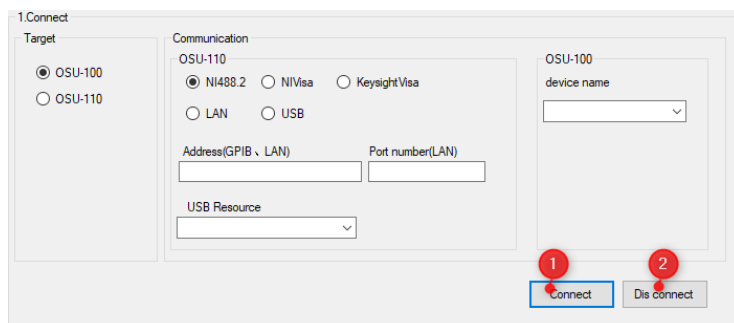 1.Connect
Target
OSU-100
OSU-110
Communication
OSU-110
NI488.2 NIVisa KeysightVisa
LAN USB
Address(GPIB、LAN) Port number(LAN)
USB Resource
OSU-100
device name
1 2
Connect Dis connect